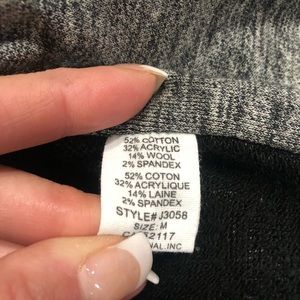 52% COTTON
32% ACRYLIC
14% WOOL
2% SPANDEX
52% COTON
32% ACRYLIQUE
14% LAINE
2% SPANDEX
STYLE#J3058
SIZE: M